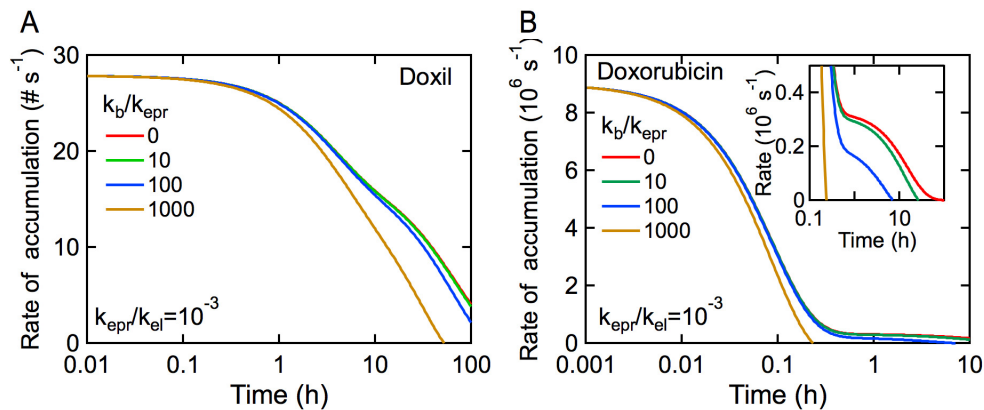 A
Rate of accumulation (# s⁻¹)
30
20
10
0
Doxil
k_b/k_epr
0
10
100
1000
k_epr/k_el=10⁻³
0.01
0.1
1
10
100
Time (h)
B
Rate of accumulation (10⁶ s⁻¹)
10
8
6
4
2
0
Doxorubicin
k_b/k_epr
0
10
100
1000
k_epr/k_el=10⁻³
0.001
0.01
0.1
1
10
Time (h)
Rate (10⁶ s⁻¹)
0.4
0.2
0
0.1
10
Time (h)